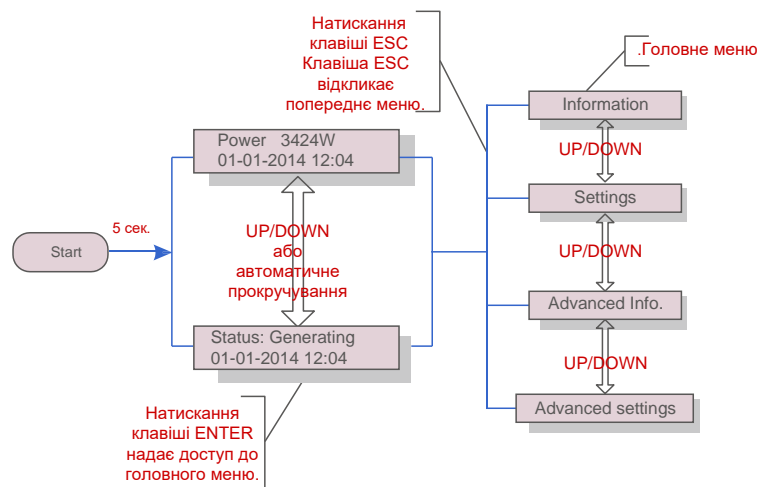 Натискання
клавіші ESC
Клавіша ESC
відкликає
попереднє меню.
.Головне меню
Information
UP/DOWN
Settings
UP/DOWN
Advanced Info.
UP/DOWN
Advanced settings
Power 3424W
01-01-2014 12:04
5 сек.
Start
UP/DOWN
або
автоматичне
прокручування
Status: Generating
01-01-2014 12:04
Натискання
клавіші ENTER
надає доступ до
головного меню.